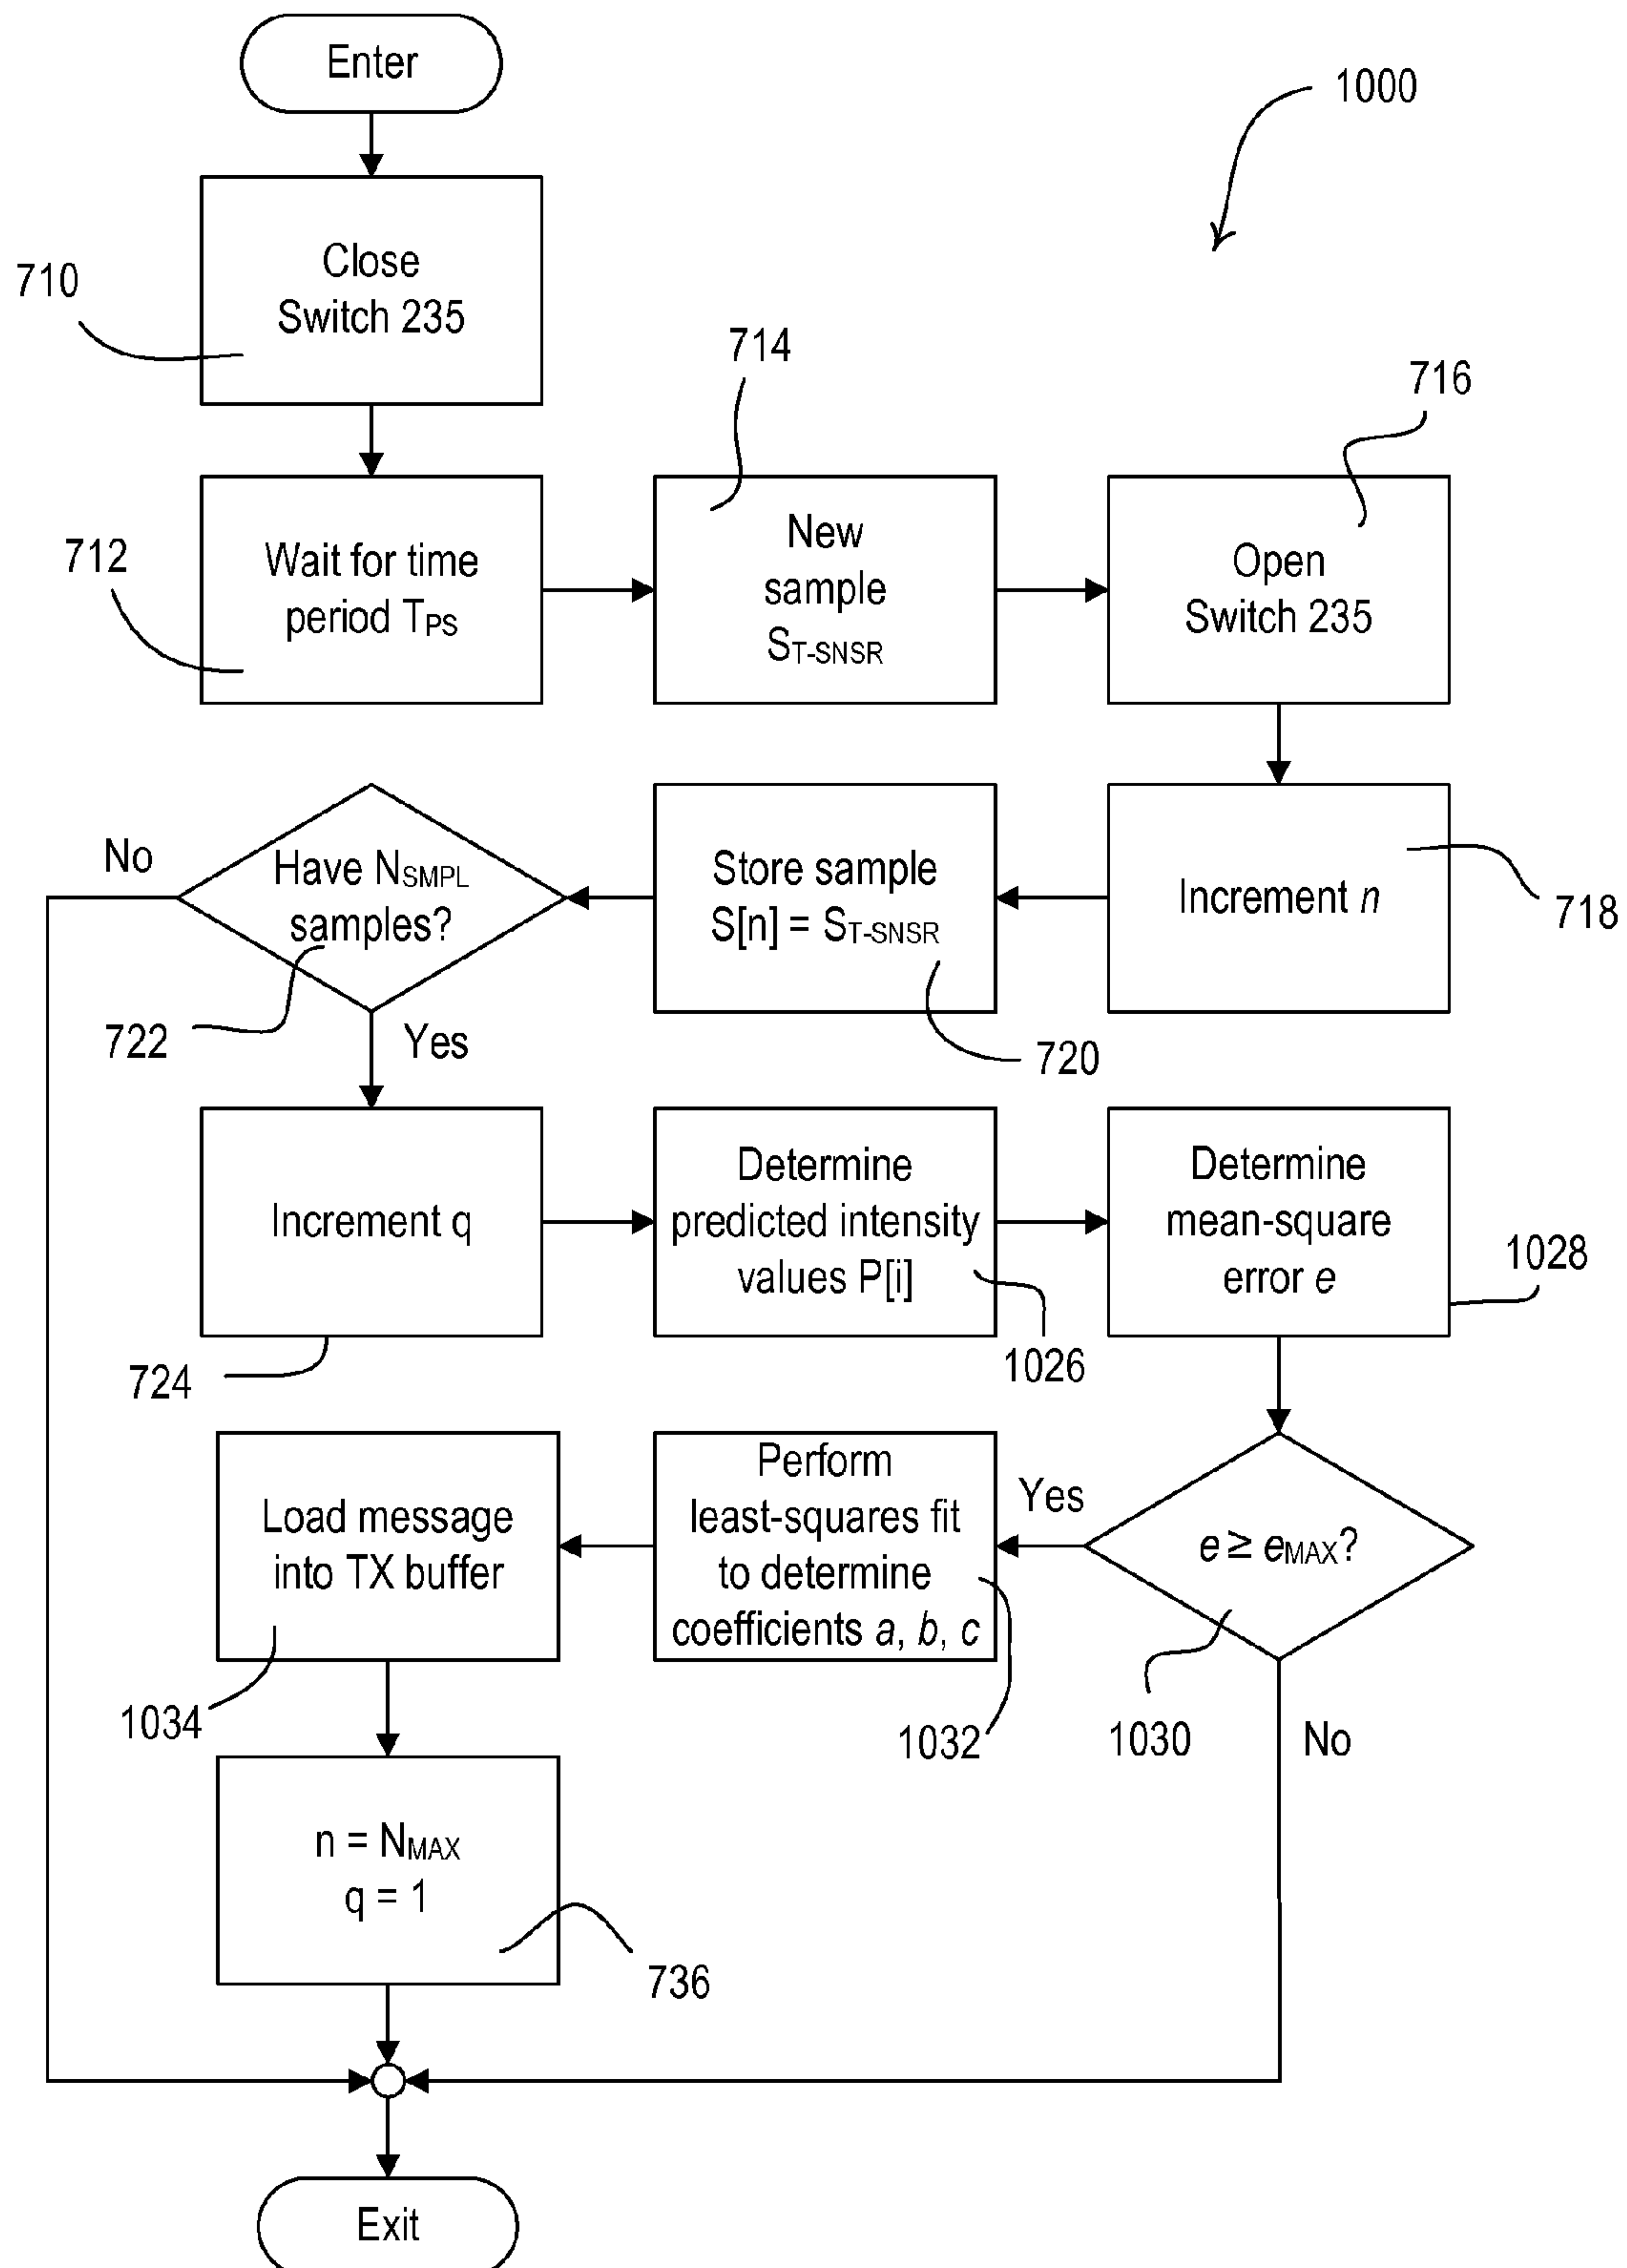 Enter
1000
Close
Switch 235
710
714
716
712
Wait for time
period TPS
New
sample
ST-SNSR
Open
Switch 235
No
Have NSMPL
samples?
Store sample
S[n] = ST-SNSR
Increment n
718
722
Yes
720
Increment q
Determine
predicted intensity
values P[i]
Determine
mean-square
error e
1028
724
1026
Load message
into TX buffer
Perform
least-squares fit
to determine
coefficients a, b, c
Yes
e ≥ eMAX?
1034
1032
1030
No
n = NMAX
q = 1
736
Exit